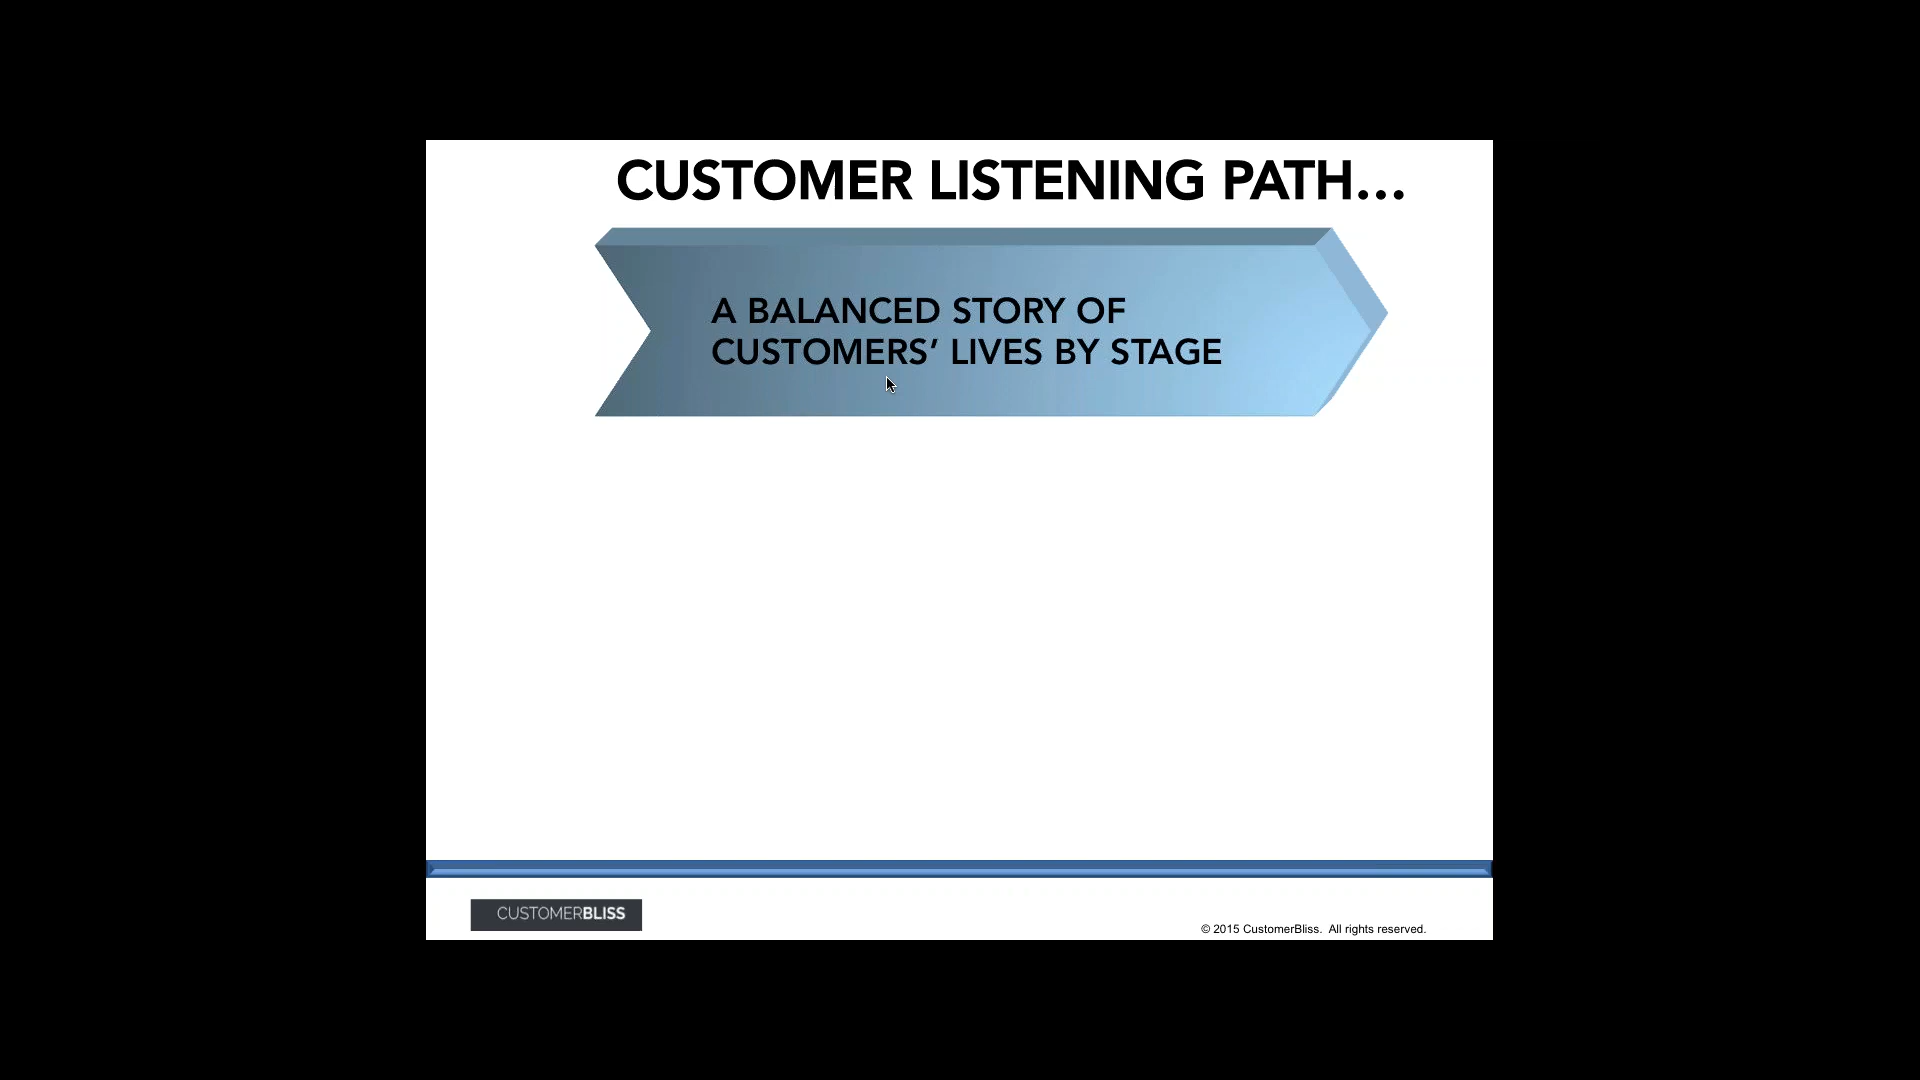 CUSTOMER LISTENING PATH...
A BALANCED STORY OF
CUSTOMERS’ LIVES BY STAGE
CUSTOMERBLISS
© 2015 CustomerBliss. All rights reserved.